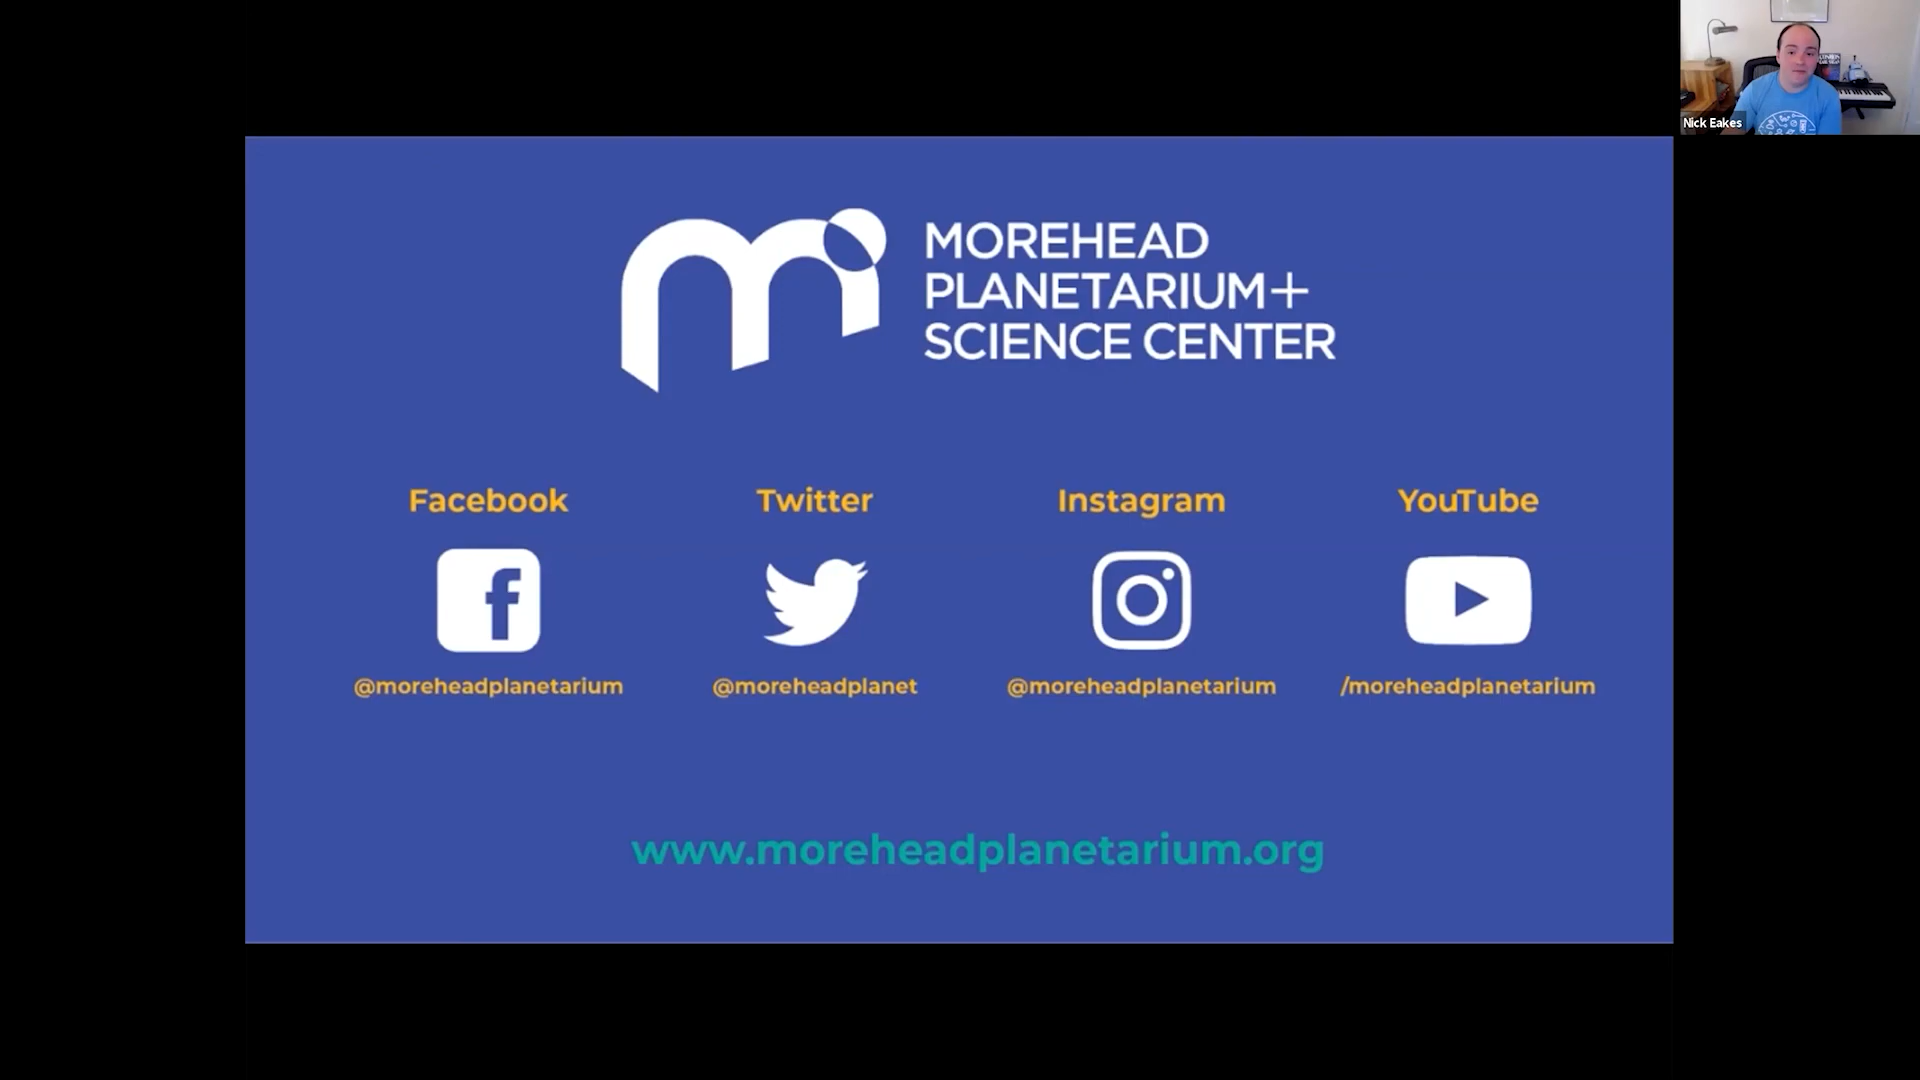 Nick Eakes
MOREHEAD
PLANETARIUM+
SCIENCE CENTER
Facebook
Twitter
Instagram
YouTube
@moreheadplanetarium
@moreheadplanet
@moreheadplanetarium
/moreheadplanetarium
www.moreheadplanetarium.org